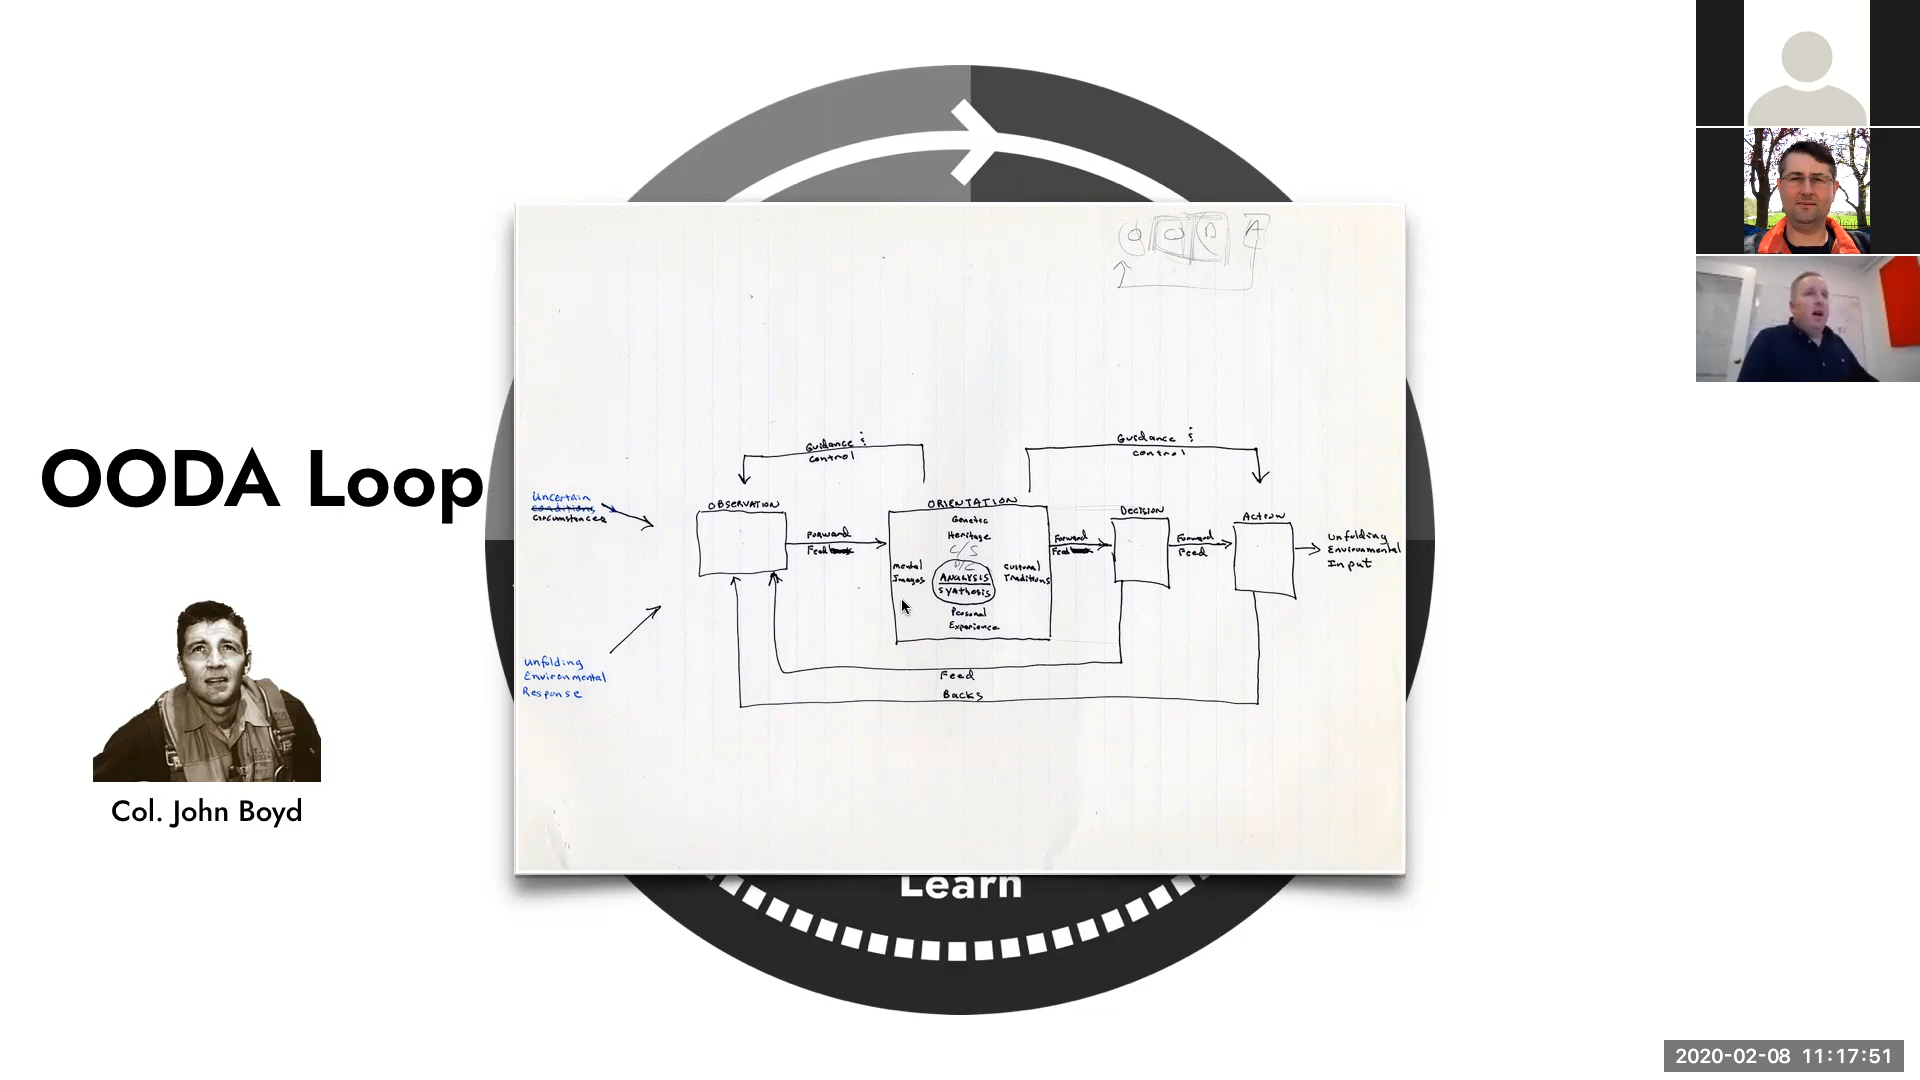 OODA Loop
Col. John Boyd
O O D A
Guidance &
Control
Guidance &
Control
Uncertain
conditions
Circumstances
OBSERVATION
Forward
Feed
ORIENTATION
Genetic
Heritage
C/S
D/C
Mental
Images
ANALYSIS
SYNTHESIS
Cultural
Traditions
Personal
Experience
Forward
Feed
DECISION
Forward
Feed
Action
Unfolding
Environmental
Input
Unfolding
Environmental
Response
Feed
Backs
Learn
2020-02-08 11:17:51